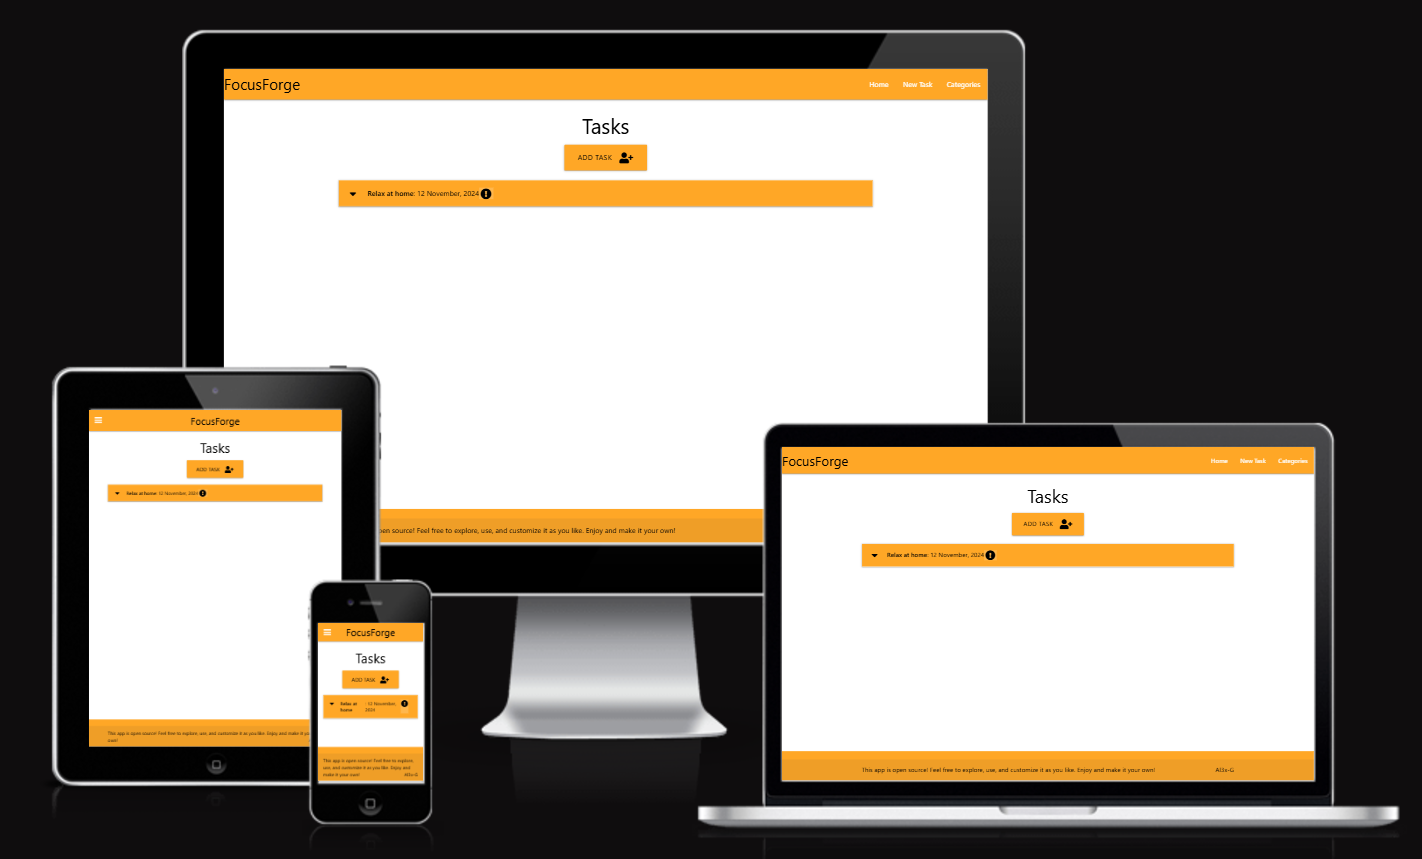 FocusForge
Home New Task Categories
Tasks
ADD TASK
Relax at home: 12 November, 2024
open source! Feel free to explore, use, and customize it as you like. Enjoy and make it your own!
FocusForge
Tasks
ADD TASK
Relax at home: 12 November, 2024
This app is open source! Feel free to explore, use, and customize it as you like. Enjoy and make it
own!
FocusForge
Tasks
ADD TASK
Relax at : 12 November,
home 2024
This app is open source! Feel free to explore,
use, and customize it as you like. Enjoy and
make it your own! Al3x-G
FocusForge
Home New Task Categories
Tasks
ADD TASK
Relax at home: 12 November, 2024
This app is open source! Feel free to explore, use, and customize it as you like. Enjoy and make it your own! Al3x-G